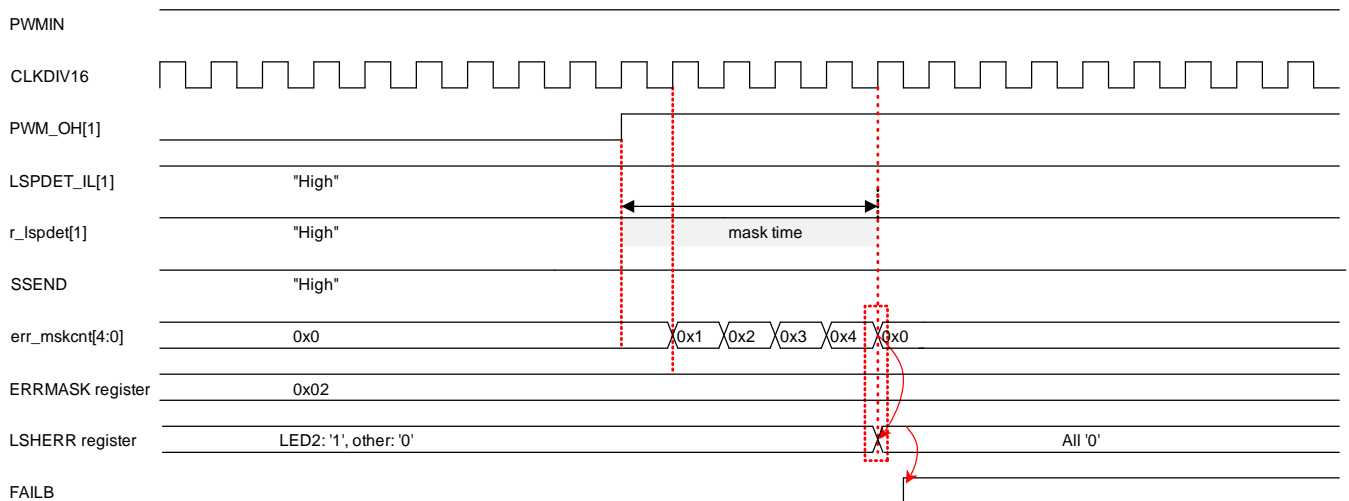 PWMIN
CLKDIV16
PWM_OH[1]
LSPDET_IL[1] "High"
r_lspdet[1] "High" mask time
SSEND "High"
err_mskcnt[4:0] 0x0 0x1 0x2 0x3 0x4 0x0
ERRMASK register 0x02
LSHERR register LED2: '1', other: '0' All '0'
FAILB